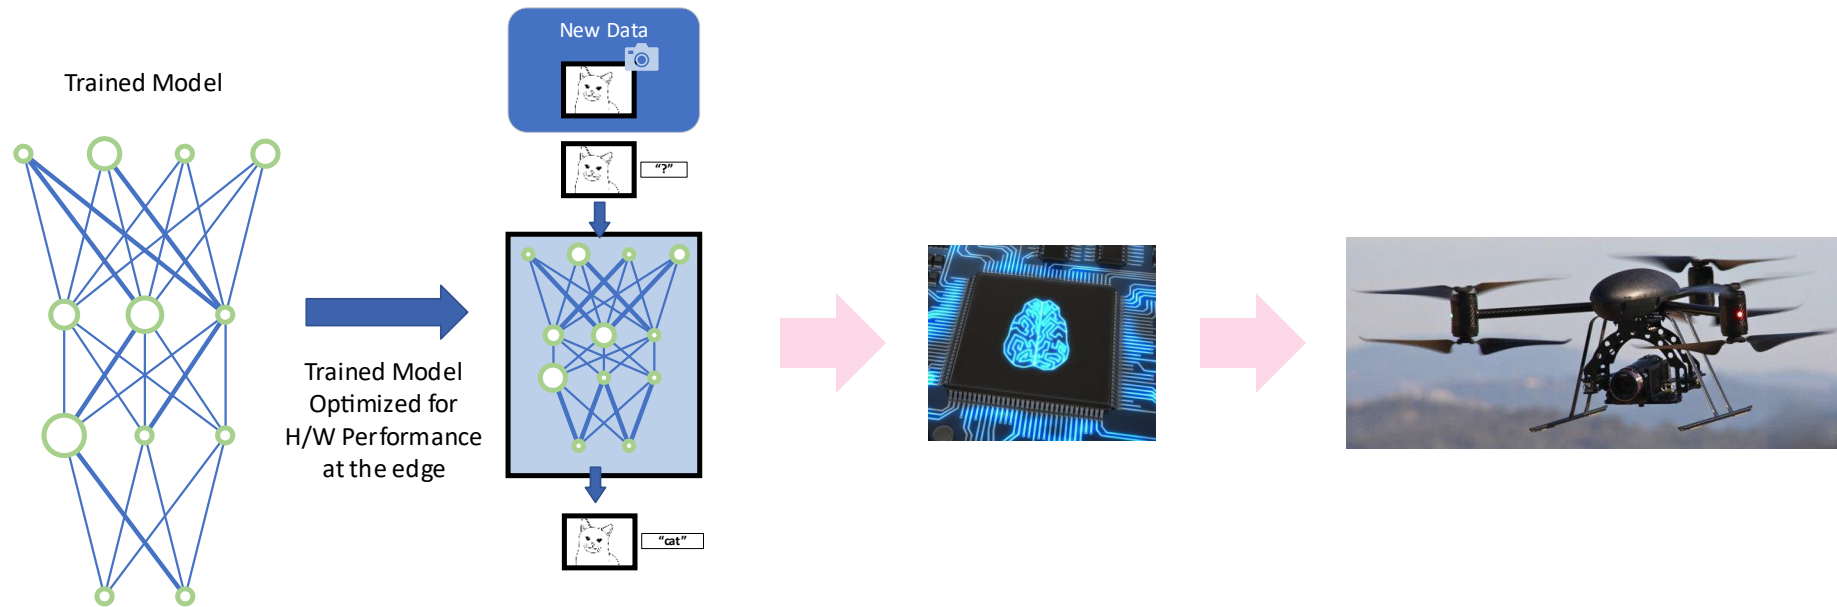 Trained Model
New Data
"?"
Trained Model
Optimized for
H/W Performance
at the edge
"cat"